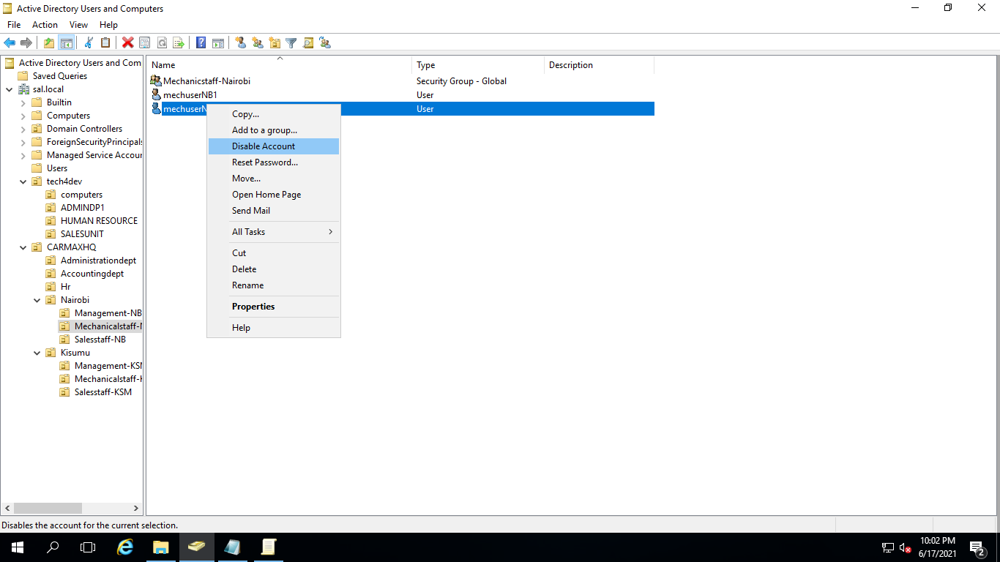 Active Directory Users and Computers
File Action View Help
Active Directory Users and Com
Saved Queries
sal.local
Builtin
Computers
Domain Controllers
ForeignSecurityPrincipals
Managed Service Accour
Users
tech4dev
computers
ADMINDP1
HUMAN RESOURCE
SALESUNIT
CARMAXHQ
Administrationdept
Accountingdept
Hr
Nairobi
Management-NB
Mechanicalstaff-N
Salesstaff-NB
Kisumu
Management-KSM
Mechanicalstaff-K
Salesstaff-KSM
Name Type Description
Mechanicstaff-Nairobi Security Group - Global
mechuserNB1 User
mechuserN User
Copy...
Add to a group...
Disable Account
Reset Password...
Move...
Open Home Page
Send Mail
All Tasks
Cut
Delete
Rename
Properties
Help
Disables the account for the current selection.
10:02 PM
6/17/2021
2